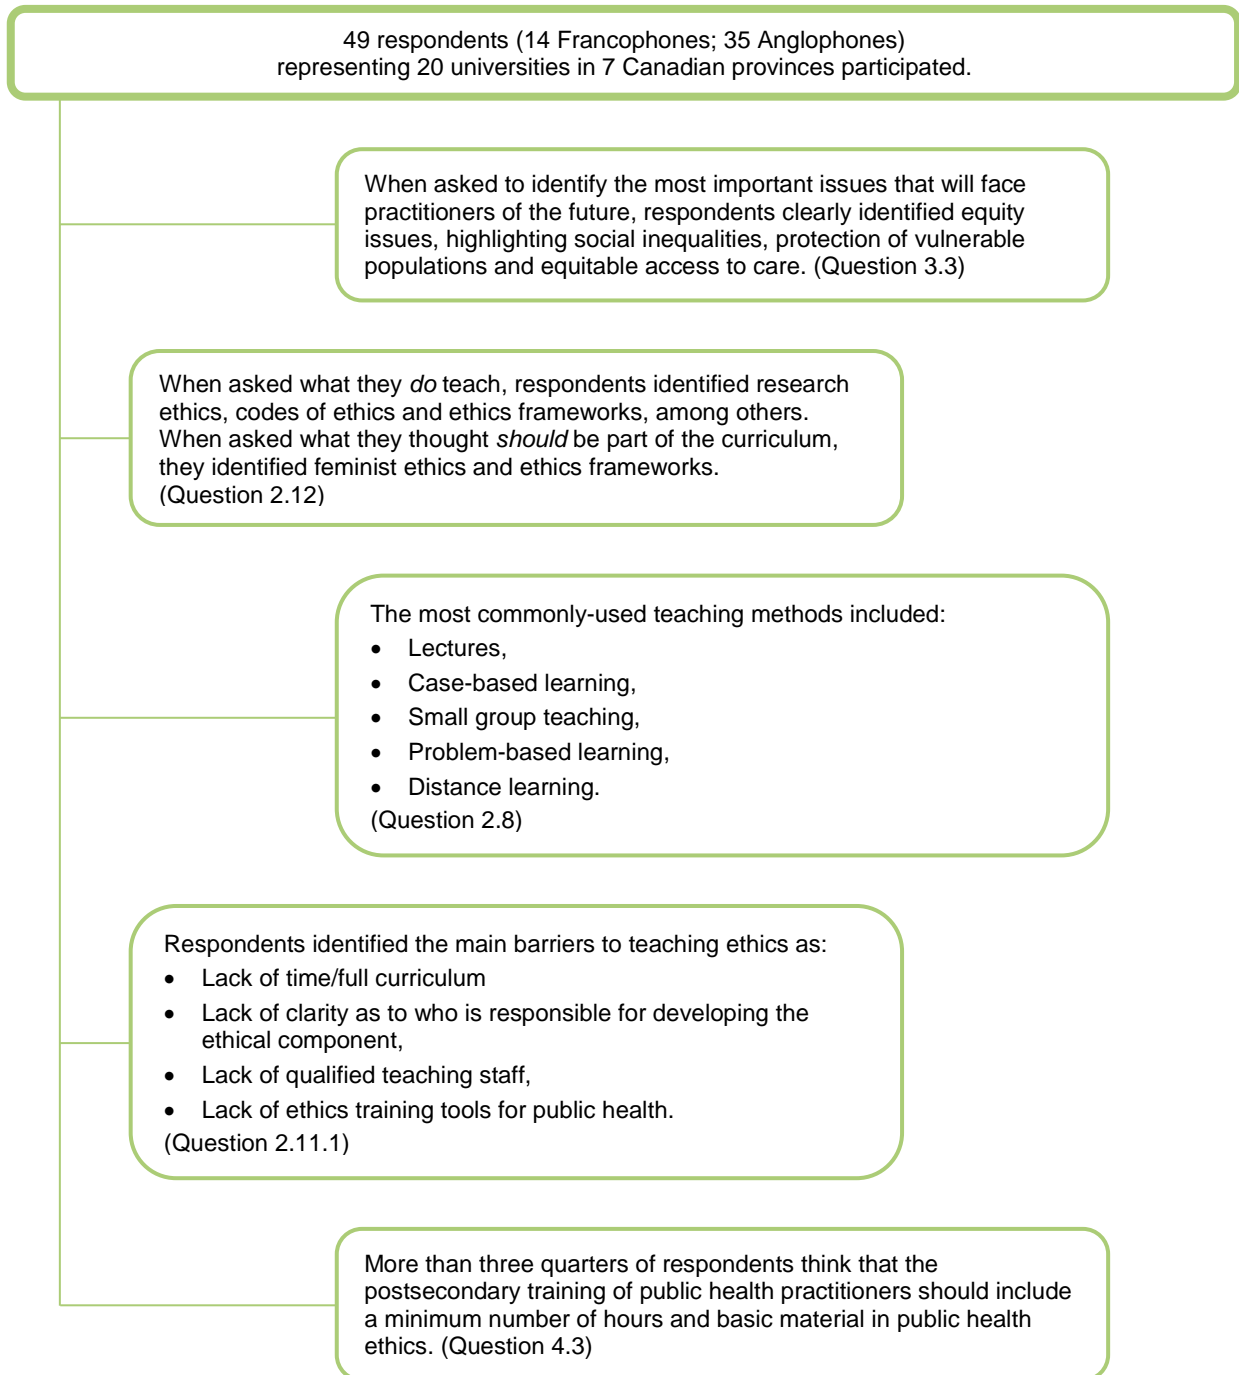 49 respondents (14 Francophones; 35 Anglophones)
representing 20 universities in 7 Canadian provinces participated.
When asked to identify the most important issues that will face
practitioners of the future, respondents clearly identified equity
issues, highlighting social inequalities, protection of vulnerable
populations and equitable access to care. (Question 3.3)
When asked what they do teach, respondents identified research
ethics, codes of ethics and ethics frameworks, among others.
When asked what they thought should be part of the curriculum,
they identified feminist ethics and ethics frameworks.
(Question 2.12)
The most commonly-used teaching methods included:
• Lectures,
• Case-based learning,
• Small group teaching,
• Problem-based learning,
• Distance learning.
(Question 2.8)
Respondents identified the main barriers to teaching ethics as:
• Lack of time/full curriculum
• Lack of clarity as to who is responsible for developing the
ethical component,
• Lack of qualified teaching staff,
• Lack of ethics training tools for public health.
(Question 2.11.1)
More than three quarters of respondents think that the
postsecondary training of public health practitioners should include
a minimum number of hours and basic material in public health
ethics. (Question 4.3)